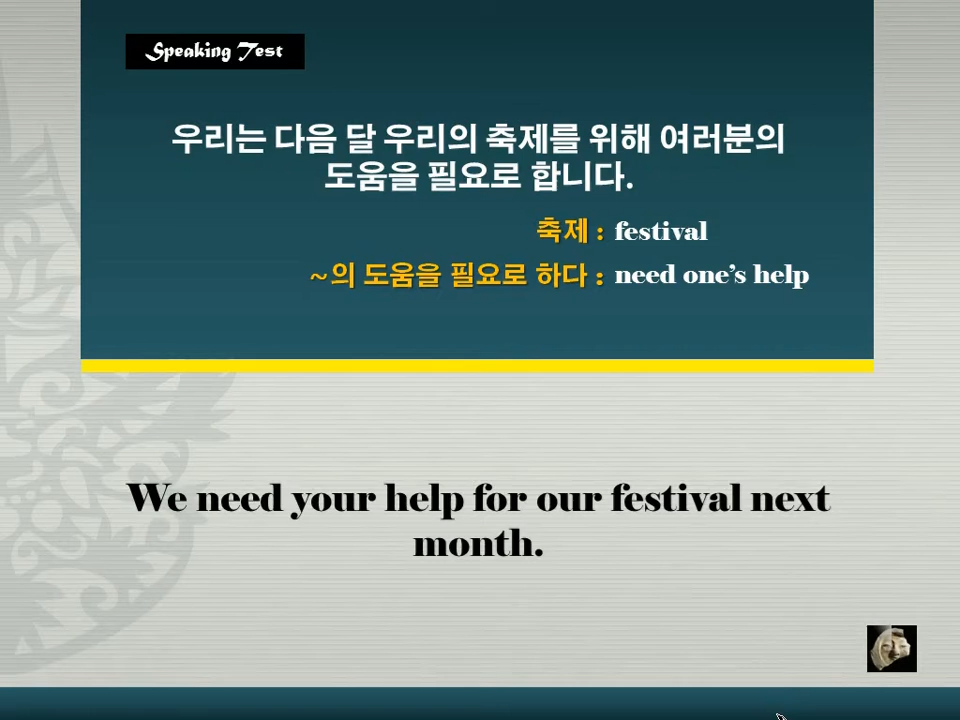 Speaking Test
우리는 다음 달 우리의 축제를 위해 여러분의
도움을 필요로 합니다.
축제 : festival
~의 도움을 필요로 하다 : need one’s help
We need your help for our festival next
month.